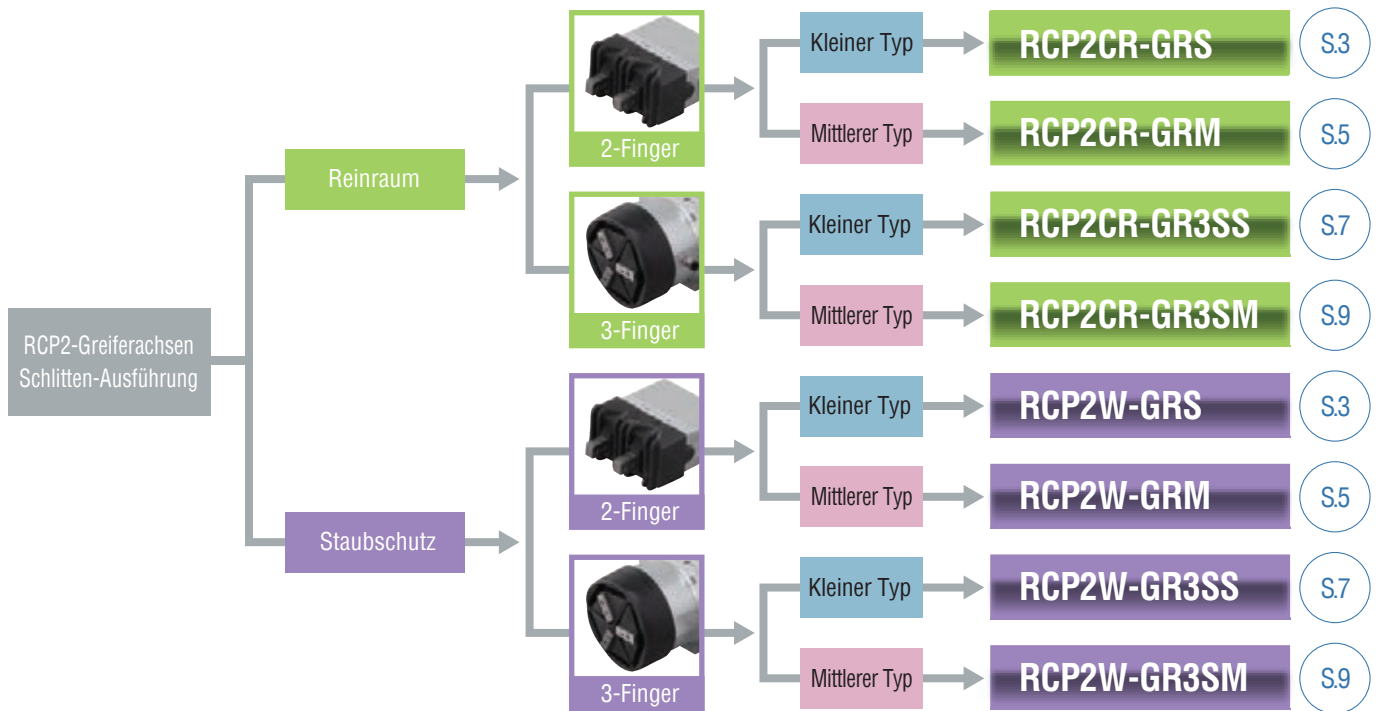 RCP2-Greiferachsen
Schlitten-Ausführung
Reinraum
2-Finger
Kleiner Typ
RCP2CR-GRS
S.3
Mittlerer Typ
RCP2CR-GRM
S.5
3-Finger
Kleiner Typ
RCP2CR-GR3SS
S.7
Mittlerer Typ
RCP2CR-GR3SM
S.9
Staubschutz
2-Finger
Kleiner Typ
RCP2W-GRS
S.3
Mittlerer Typ
RCP2W-GRM
S.5
3-Finger
Kleiner Typ
RCP2W-GR3SS
S.7
Mittlerer Typ
RCP2W-GR3SM
S.9